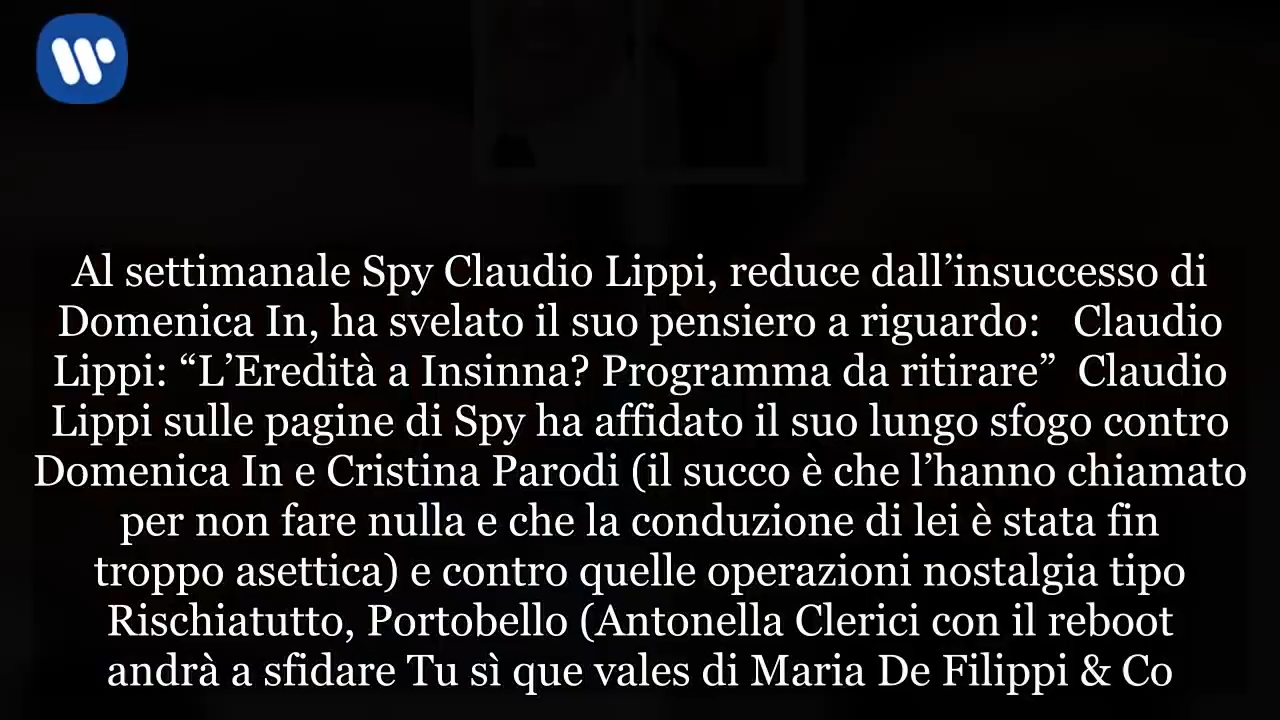 Al settimanale Spy Claudio Lippi, reduce dall’insuccesso di
Domenica In, ha svelato il suo pensiero a riguardo:   Claudio
Lippi: “L’Eredità a Insinna? Programma da ritirare”  Claudio
Lippi sulle pagine di Spy ha affidato il suo lungo sfogo contro
Domenica In e Cristina Parodi (il succo è che l’hanno chiamato
per non fare nulla e che la conduzione di lei è stata fin
troppo asettica) e contro quelle operazioni nostalgia tipo
Rischiatutto, Portobello (Antonella Clerici con il reboot
andrà a sfidare Tu sì que vales di Maria De Filippi & Co